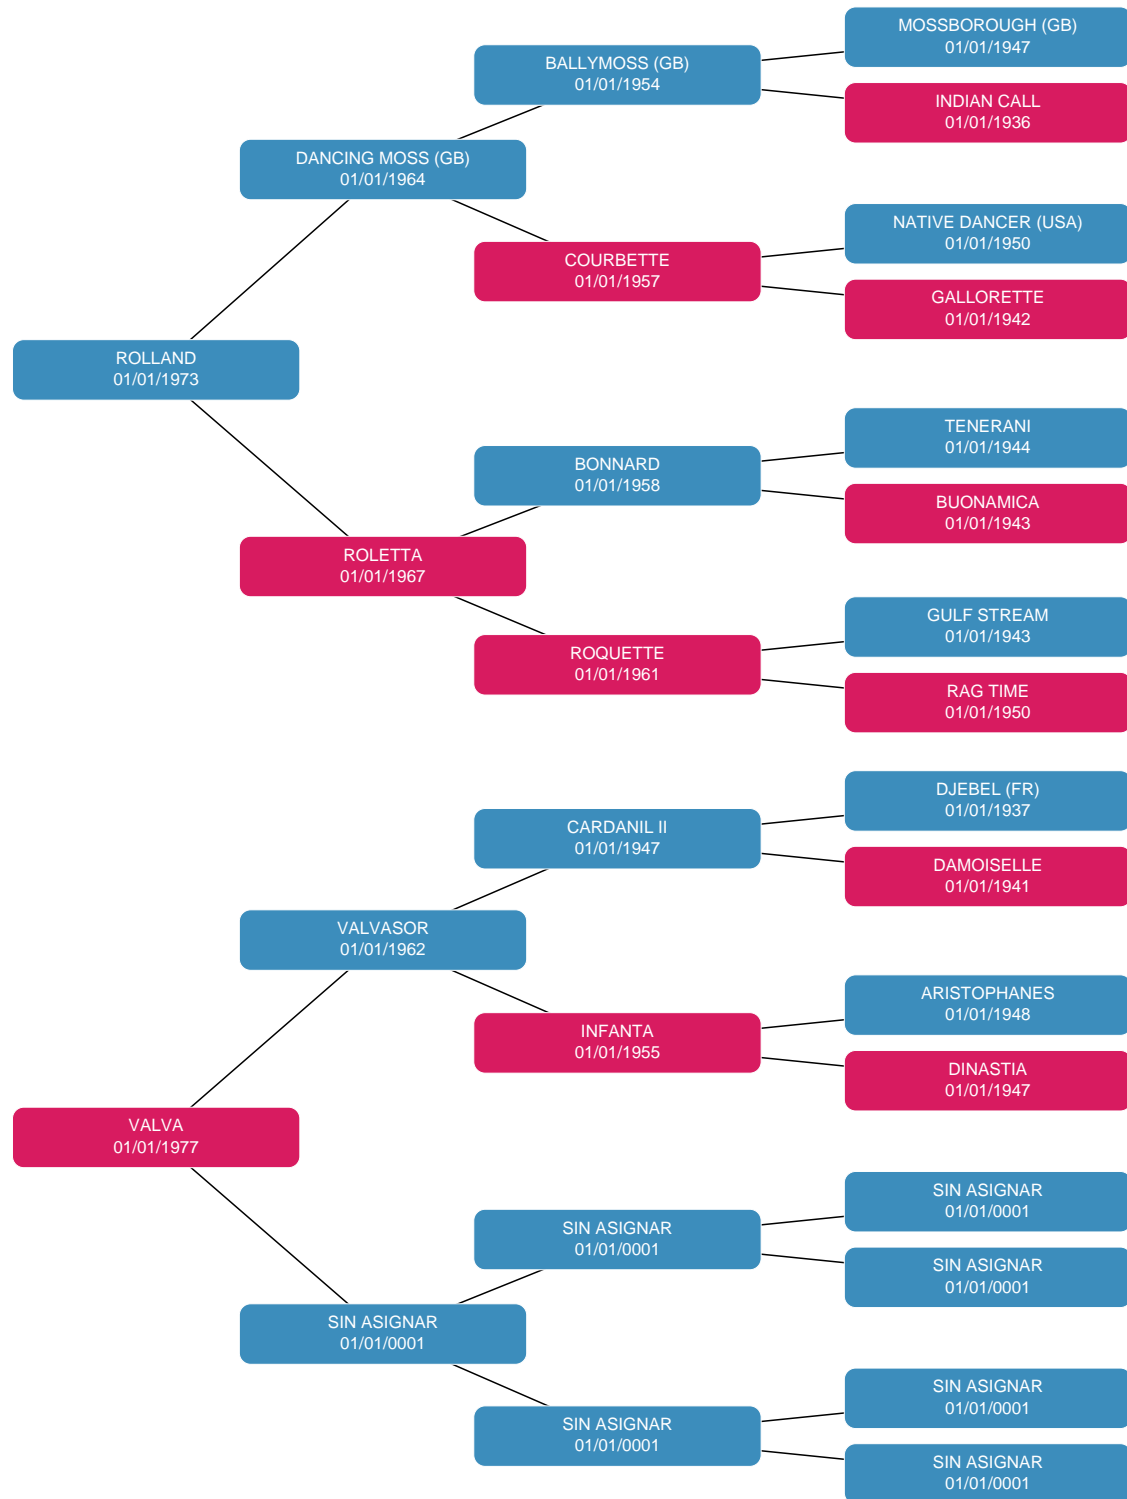 MOSSBOROUGH (GB)
01/01/1947
BALLYMOSS (GB)
01/01/1954
INDIAN CALL
01/01/1936
DANCING MOSS (GB)
01/01/1964
NATIVE DANCER (USA)
01/01/1950
COURBETTE
01/01/1957
GALLORETTE
01/01/1942
ROLLAND
01/01/1973
TENERANI
01/01/1944
BONNARD
01/01/1958
BUONAMICA
01/01/1943
ROLETTA
01/01/1967
GULF STREAM
01/01/1943
ROQUETTE
01/01/1961
RAG TIME
01/01/1950
DJEBEL (FR)
01/01/1937
CARDANIL II
01/01/1947
DAMOISELLE
01/01/1941
VALVASOR
01/01/1962
ARISTOPHANES
01/01/1948
INFANTA
01/01/1955
DINASTIA
01/01/1947
VALVA
01/01/1977
SIN ASIGNAR
01/01/0001
SIN ASIGNAR
01/01/0001
SIN ASIGNAR
01/01/0001
SIN ASIGNAR
01/01/0001
SIN ASIGNAR
01/01/0001
SIN ASIGNAR
01/01/0001
SIN ASIGNAR
01/01/0001